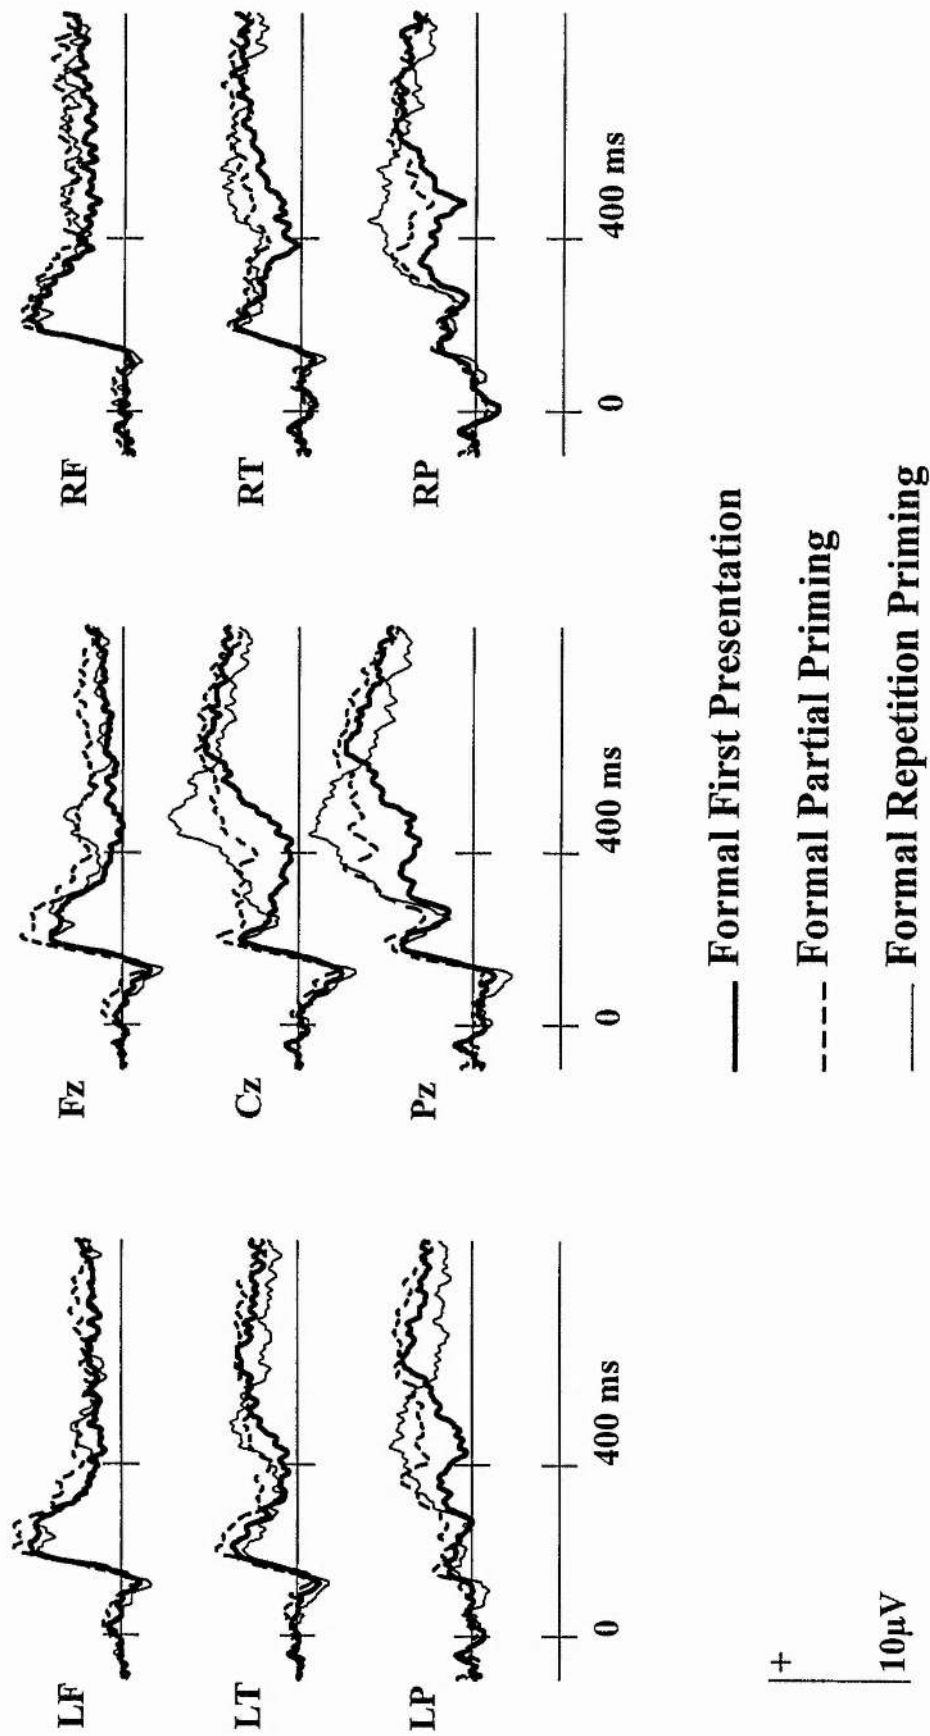 LF
Fz
RF
LT
Cz
RT
LP
Pz
RP
0 400 ms
0 400 ms
0 400 ms
+
10µV
Formal First Presentation
Formal Partial Priming
Formal Repetition Priming